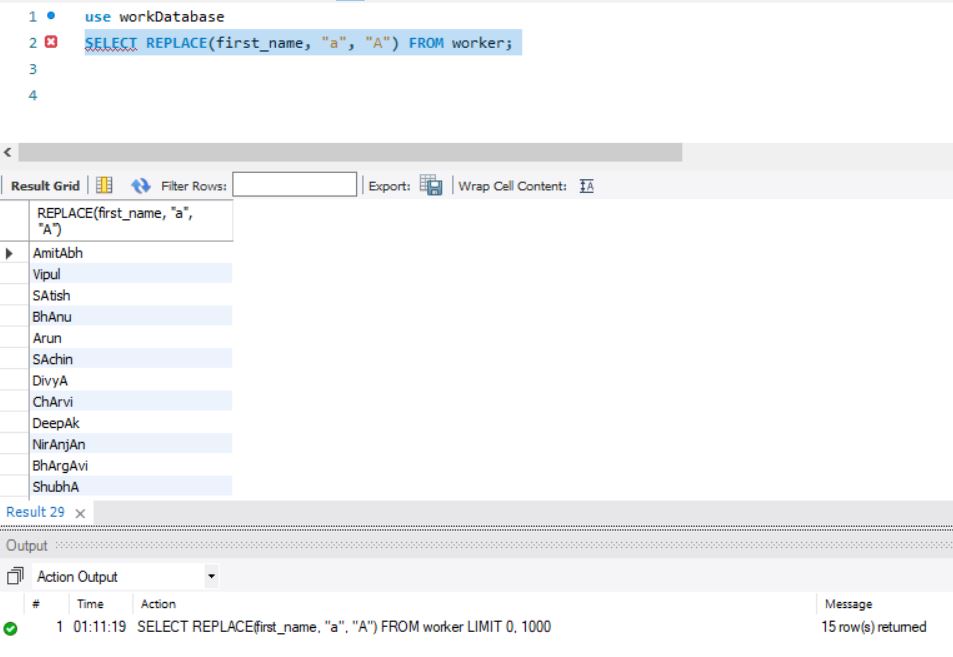 1 use workDatabase
2 SELECT REPLACE(first_name, "a", "A") FROM worker;
3
4
Result Grid Filter Rows: Export: Wrap Cell Content: IA
REPLACE(first_name, "a",
"A")
AmitAbh
Vipul
SAtish
BhAnu
Arun
SAchin
DivyA
ChArvi
DeepAk
NirAnjAn
BhArgAvi
ShubhA
Result 29
Output
Action Output
# Time Action Message
1 01:11:19 SELECT REPLACE(first_name, "a", "A") FROM worker LIMIT 0, 1000 15 row(s) returned